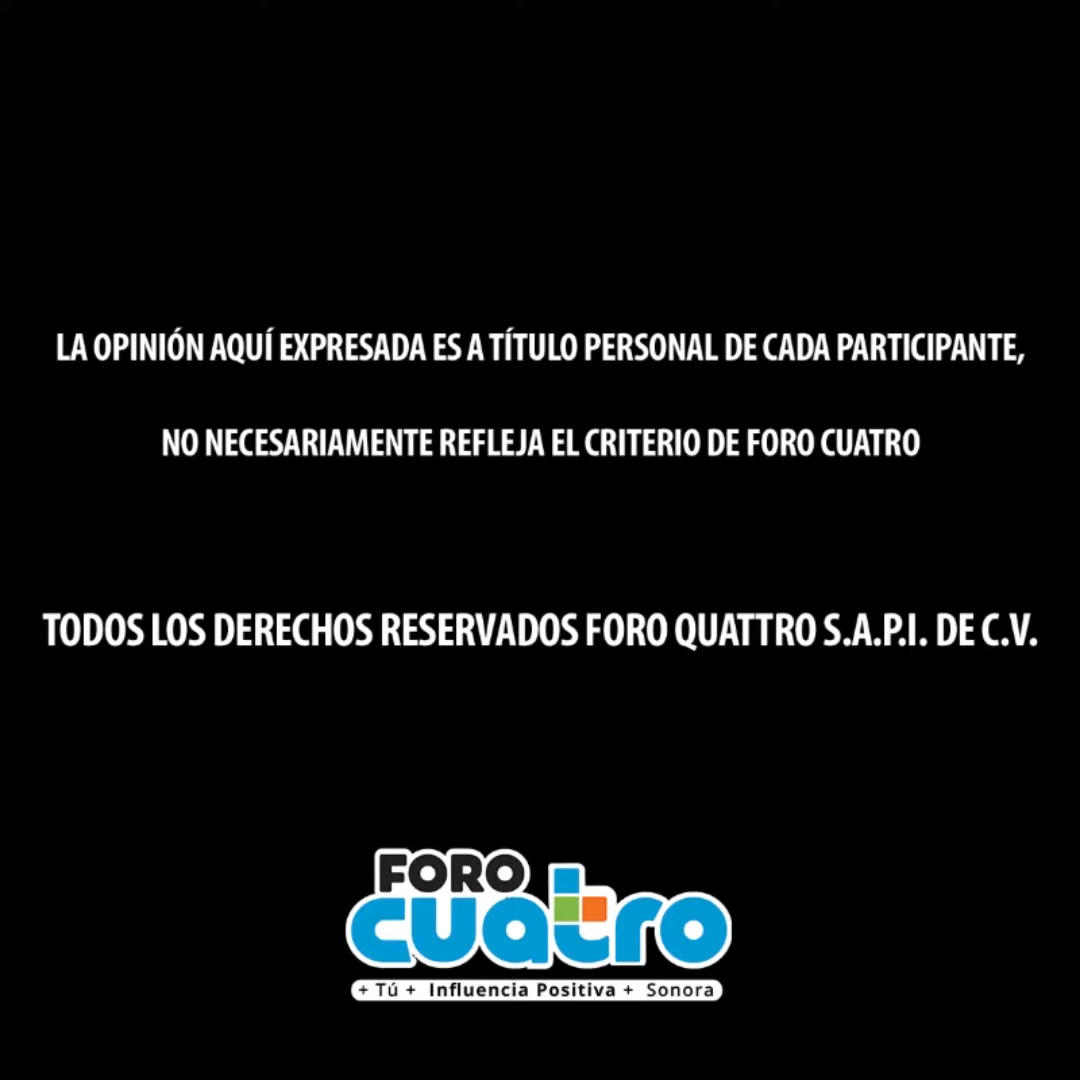 LA OPINIÓN AQUÍ EXPRESADA ES A TÍTULO PERSONAL DE CADA PARTICIPANTE,
NO NECESARIAMENTE REFLEJA EL CRITERIO DE FORO CUATRO
TODOS LOS DERECHOS RESERVADOS FORO QUATTRO S.A.P.I. DE C.V.
FORO
cuatro
+ Tú + Influencia Positiva + Sonora